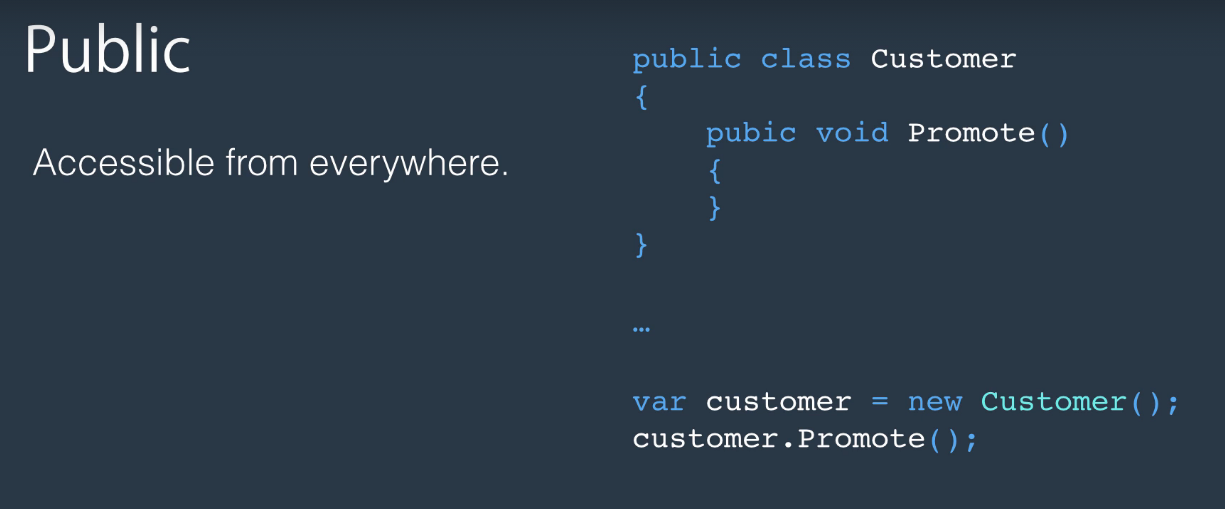 Public
Accessible from everywhere.
public class Customer
{
    pubic void Promote()
    {
    }
}
…
var customer = new Customer();
customer.Promote();